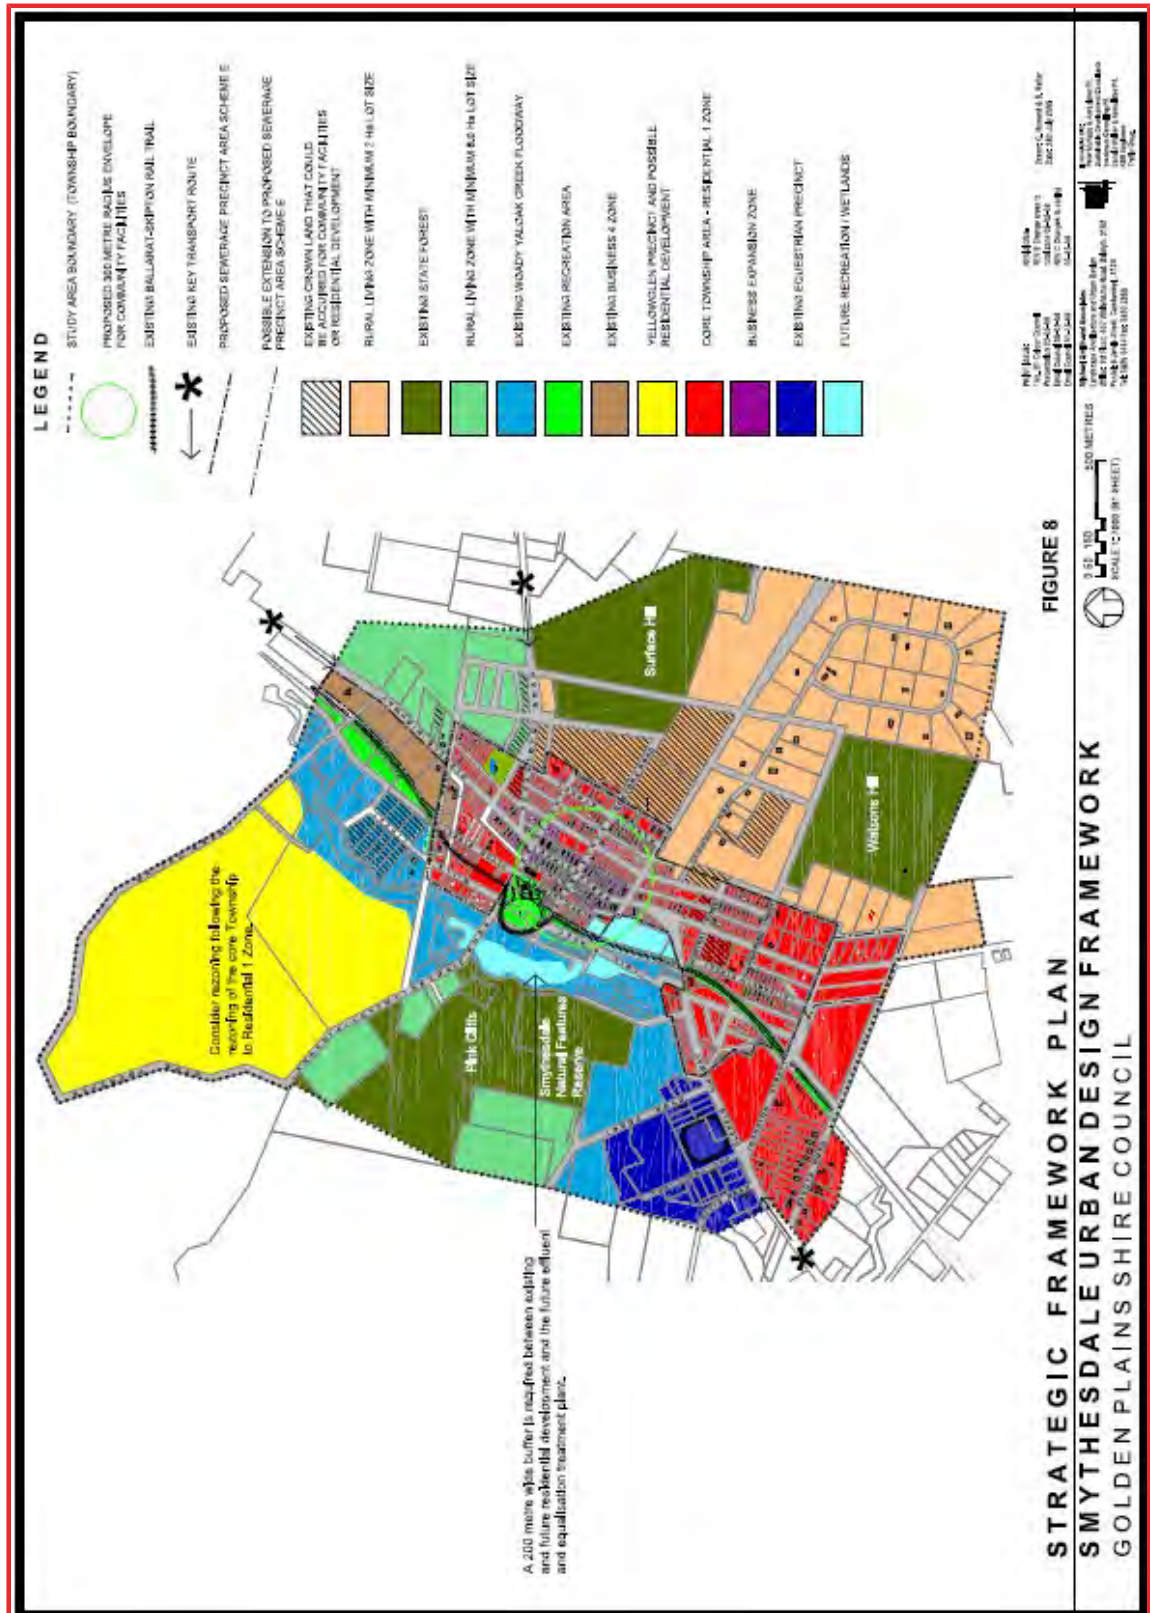 LEGEND
STUDY AREA BOUNDARY (TOWNSHIP BOUNDARY)
PROPOSED 300 METRE RADIUS ENVELOPE
FOR COMMUNITY FACILITIES
EXISTING BALLARAT-SKIPTON RAIL TRAIL
EXISTING KEY TRANSPORT ROUTE
PROPOSED SEWERAGE PRECINCT AREA SCHEME E
POSSIBLE EXTENSION TO PROPOSED SEWERAGE
PRECINCT AREA SCHEME E
EXISTING CROWN LAND THAT COULD
BE ACQUIRED FOR COMMUNITY FACILITIES
OR RESIDENTIAL DEVELOPMENT
RURAL LIVING ZONE WITH MINIMUM 2 Ha LOT SIZE
EXISTING STATE FOREST
RURAL LIVING ZONE WITH MINIMUM 8.0 Ha LOT SIZE
EXISTING WOADY YALOAK CREEK FLOODWAY
EXISTING RECREATION AREA
EXISTING BUSINESS 4 ZONE
YELLOWGLEN PRECINCT AND POSSIBLE
RESIDENTIAL DEVELOPMENT
CORE TOWNSHIP AREA - RESIDENTIAL 1 ZONE
BUSINESS EXPANSION ZONE
EXISTING EQUESTRIAN PRECINCT
FUTURE RECREATION / WETLANDS
Consider rezoning following the
rezoning of the core Township
to Residential 1 Zone.
Pink Cliffs
Smythesdale
Natural Features
Reserve
Surface Hill
Watsons Hill
A 200 metre wide buffer is required between existing
and future residential development and the future effluent
and equalisation treatment plant.
FIGURE 8
500 METRES
SCALE 1:7000 (B1 SHEET)
STRATEGIC FRAMEWORK PLAN
SMYTHESDALE URBAN DESIGN FRAMEWORK
GOLDEN PLAINS SHIRE COUNCIL